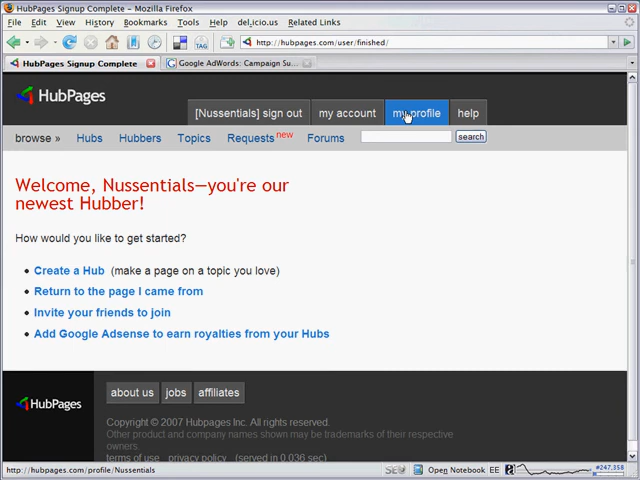 HubPages Signup Complete - Mozilla Firefox
File Edit View History Bookmarks Tools Help del.icio.us Related Links
TAG http://hubpages.com/user/finished/
HubPages Signup Complete Google AdWords: Campaign Su...
HubPages
[Nussentials] sign out my account my profile help
browse » Hubs Hubbers Topics Requests new Forums search
Welcome, Nussentials—you're our
newest Hubber!
How would you like to get started?
• Create a Hub (make a page on a topic you love)
• Return to the page I came from
• Invite your friends to join
• Add Google Adsense to earn royalties from your Hubs
HubPages
about us jobs affiliates
Copyright © 2007 Hubpages Inc. All rights reserved.
Other product and company names shown may be trademarks of their respective
owners.
terms of use privacy policy (served in 0.036 sec)
http://hubpages.com/profile/Nussentials Open Notebook EE #247,358